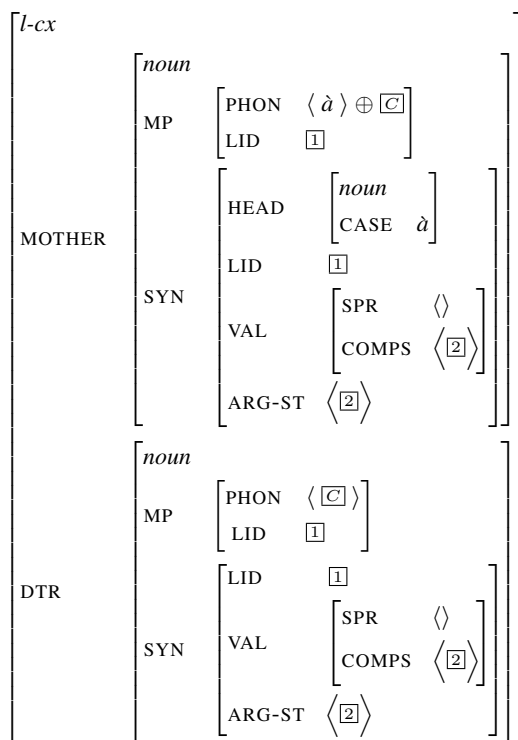 l-cx
noun
MP PHON ⟨ à ⟩ ⊕ C
LID 1
HEAD noun
CASE à
MOTHER
LID 1
SYN VAL SPR ⟨⟩
COMPS ⟨ 2 ⟩
ARG-ST ⟨ 2 ⟩
noun
MP PHON ⟨ C ⟩
LID 1
DTR
LID 1
SYN VAL SPR ⟨⟩
COMPS ⟨ 2 ⟩
ARG-ST ⟨ 2 ⟩